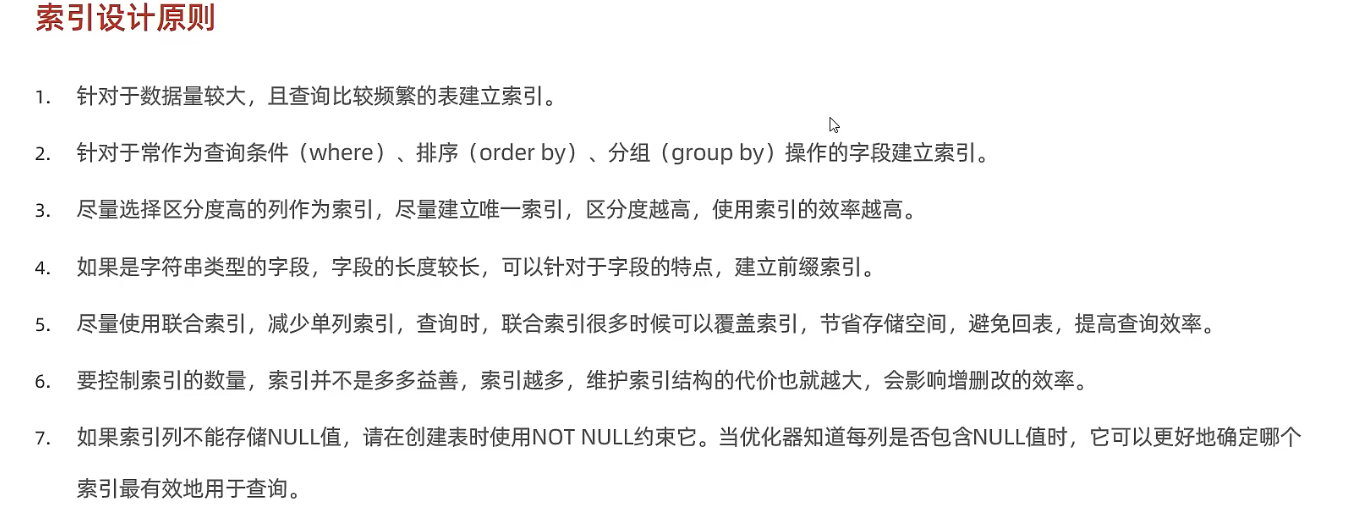 索引设计原则
1. 针对于数据量较大，且查询比较频繁的表建立索引。
2. 针对于常作为查询条件（where）、排序（order by）、分组（group by）操作的字段建立索引。
3. 尽量选择区分度高的列作为索引，尽量建立唯一索引，区分度越高，使用索引的效率越高。
4. 如果是字符串类型的字段，字段的长度较长，可以针对于字段的特点，建立前缀索引。
5. 尽量使用联合索引，减少单列索引，查询时，联合索引很多时候可以覆盖索引，节省存储空间，避免回表，提高查询效率。
6. 要控制索引的数量，索引并不是多多益善，索引越多，维护索引结构的代价也就越大，会影响增删改的效率。
7. 如果索引列不能存储NULL值，请在创建表时使用NOT NULL约束它。当优化器知道每列是否包含NULL值时，它可以更好地确定哪个
索引最有效地用于查询。